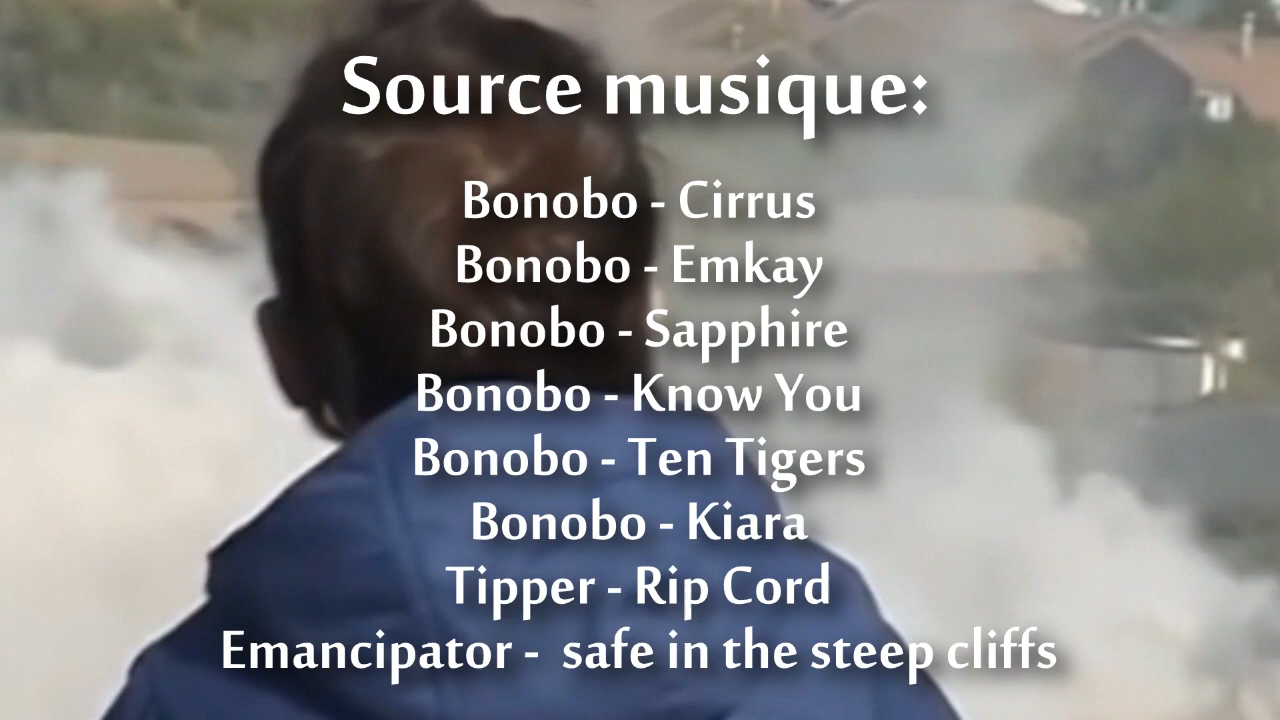 Source musique:
Bonobo - Cirrus
Bonobo - Emkay
Bonobo - Sapphire
Bonobo - Know You
Bonobo - Ten Tigers
Bonobo - Kiara
Tipper - Rip Cord
Emancipator -  safe in the steep cliffs